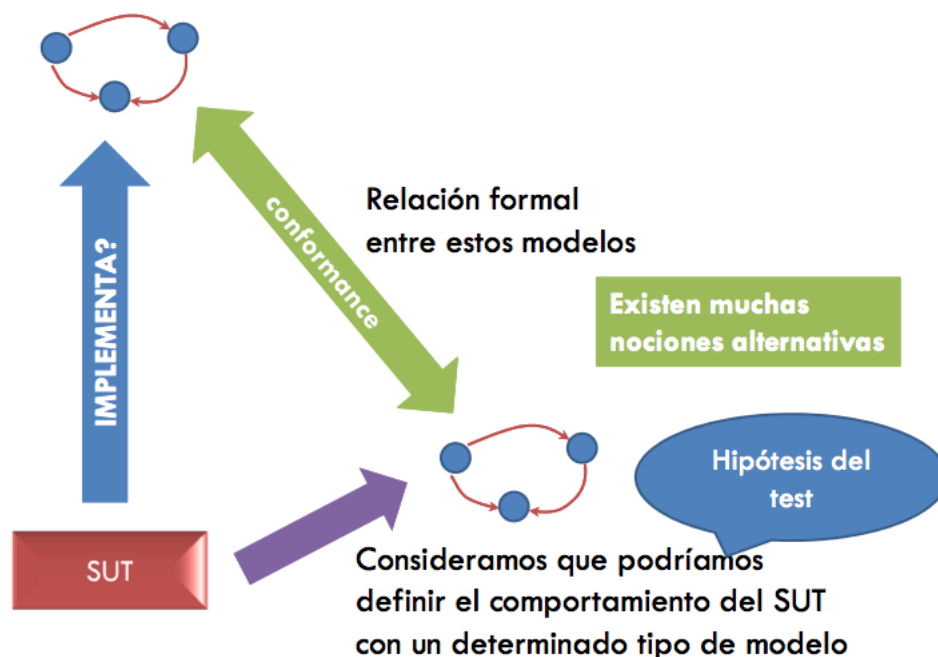 IMPLEMENTA?
conformance
Relación formal
entre estos modelos
Existen muchas
nociones alternativas
Hipótesis del
test
SUT
Consideramos que podríamos
definir el comportamiento del SUT
con un determinado tipo de modelo